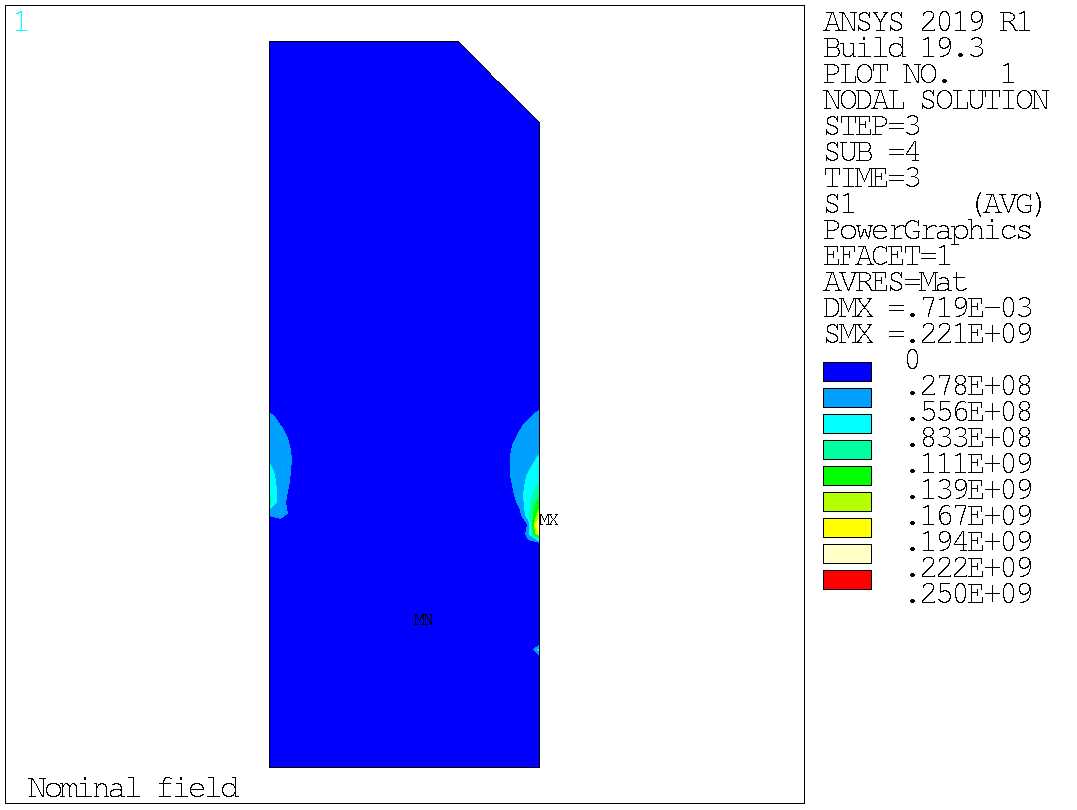 1
ANSYS 2019 R1
Build 19.3
PLOT NO.   1
NODAL SOLUTION
STEP=3
SUB =4
TIME=3
S1       (AVG)
PowerGraphics
EFACET=1
AVRES=Mat
DMX =.719E-03
SMX =.221E+09
0
.278E+08
.556E+08
.833E+08
.111E+09
.139E+09
.167E+09
.194E+09
.222E+09
.250E+09
MX
MN
Nominal field